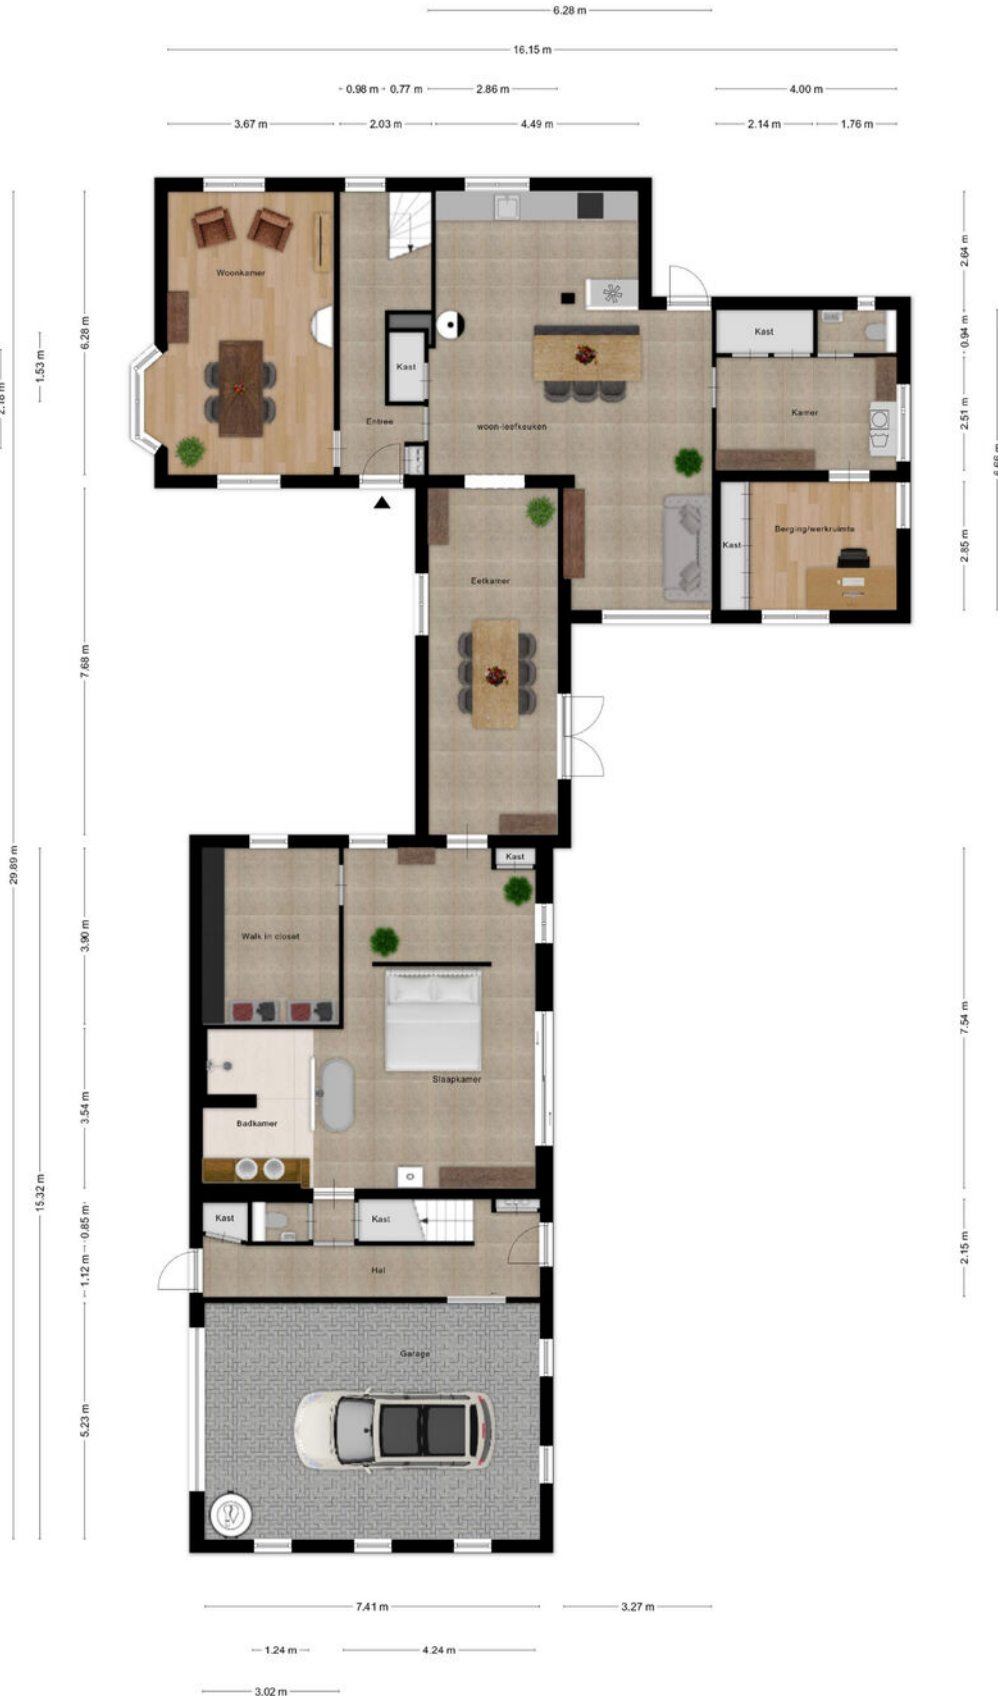 6.28 m
16.15 m
0.98 m
0.77 m
2.86 m
4.00 m
3.67 m
2.03 m
4.49 m
2.14 m
1.76 m
2.64 m
Woonkamer
6.28 m
0.94 m
Kast
1.53 m
Kast
2.51 m
Kamer
Entree
woon-leefkeuken
6.66 m
Berging/werkruimte
Kast
2.85 m
Eetkamer
7.68 m
29.89 m
Kast
3.90 m
Walk in closet
7.54 m
Slaapkamer
3.54 m
Badkamer
15.32 m
0.85 m
Kast
Kast
2.15 m
1.12 m
Hal
Garage
5.23 m
7.41 m
3.27 m
1.24 m
4.24 m
3.02 m